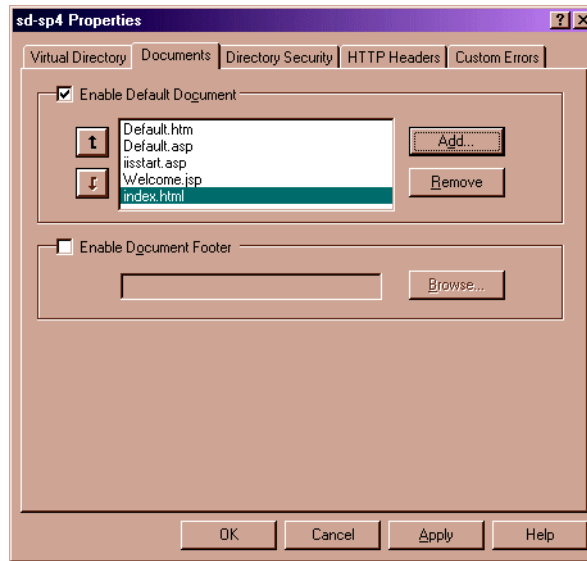 sd-sp4 Properties
Virtual Directory Documents Directory Security HTTP Headers Custom Errors
Enable Default Document
Default.htm
Default.asp
iisstart.asp
Welcome.jsp
index.html
Add...
Remove
Enable Document Footer
Browse...
OK Cancel Apply Help